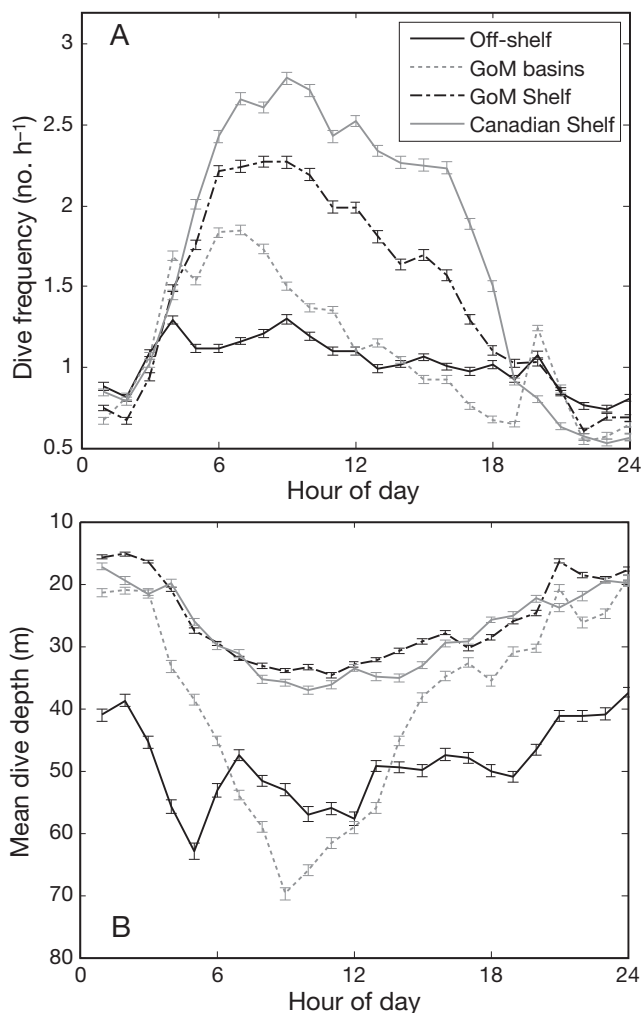 A
Off-shelf
GoM basins
GoM Shelf
Canadian Shelf
3
2.5
2
1.5
1
0.5
Dive frequency (no. h⁻¹)
0 6 12 18 24
Hour of day
10
20
30
40
50
60
70
80
Mean dive depth (m)
B
0 6 12 18 24
Hour of day